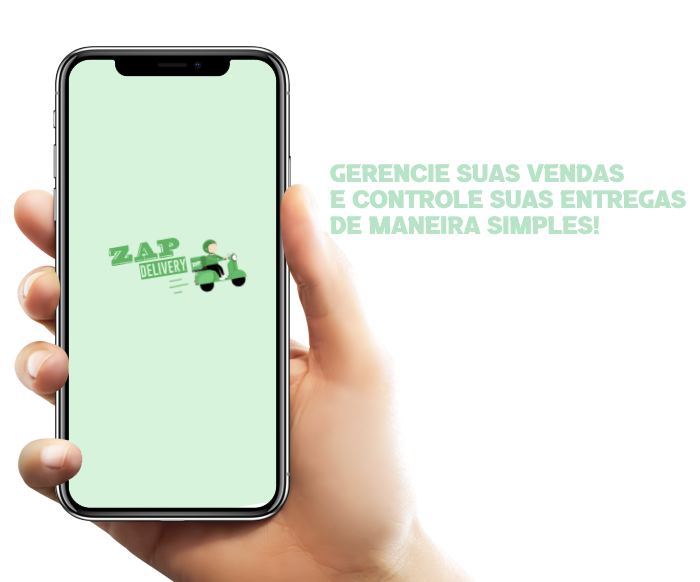 ZAP
DELIVERY
GERENCIE SUAS VENDAS
E CONTROLE SUAS ENTREGAS
DE MANEIRA SIMPLES!